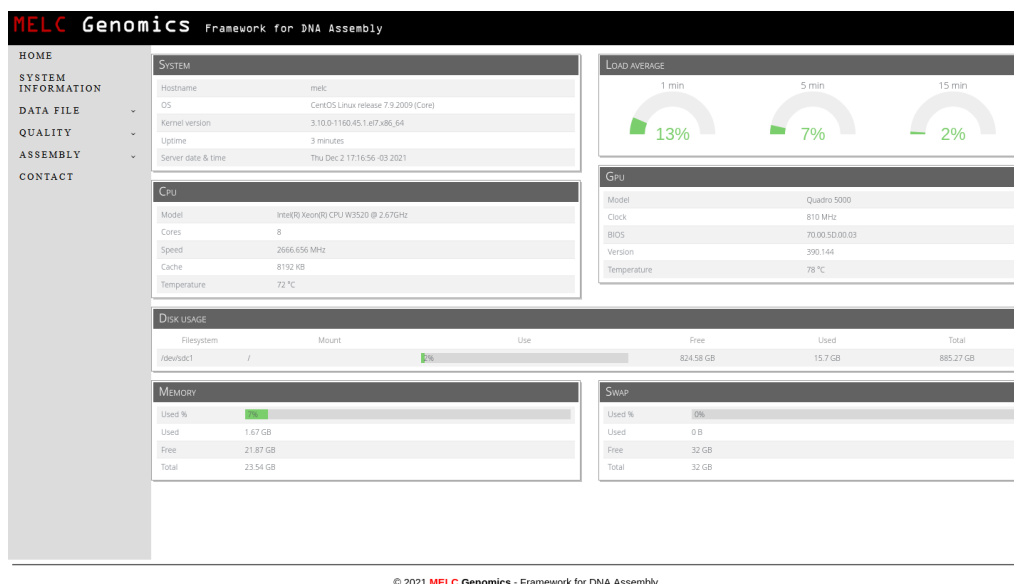 MELC Genomics Framework for DNA Assembly
HOME
SYSTEM
INFORMATION
DATA FILE
QUALITY
ASSEMBLY
CONTACT
System
Hostname melc
OS CentOS Linux release 7.9.2009 (Core)
Kernel version 3.10.0-1160.45.1.el7.x86_64
Uptime 3 minutes
Server date & time Thu Dec 2 17:16:56 -03 2021
Load average
1 min 5 min 15 min
13% 7% 2%
Cpu
Model Intel(R) Xeon(R) CPU W3520 @ 2.67GHz
Cores 8
Speed 2666.656 MHz
Cache 8192 KB
Temperature 72 °C
Gpu
Model Quadro 5000
Clock 810 MHz
BIOS 70.00.5D.00.03
Version 390.144
Temperature 78 °C
Disk usage
Filesystem Mount Use Free Used Total
/dev/sdc1 / 2% 824.58 GB 15.7 GB 885.27 GB
Memory
Used % 7%
Used 1.67 GB
Free 21.87 GB
Total 23.54 GB
Swap
Used % 0%
Used 0 B
Free 32 GB
Total 32 GB
© 2021 MELC Genomics - Framework for DNA Assembly